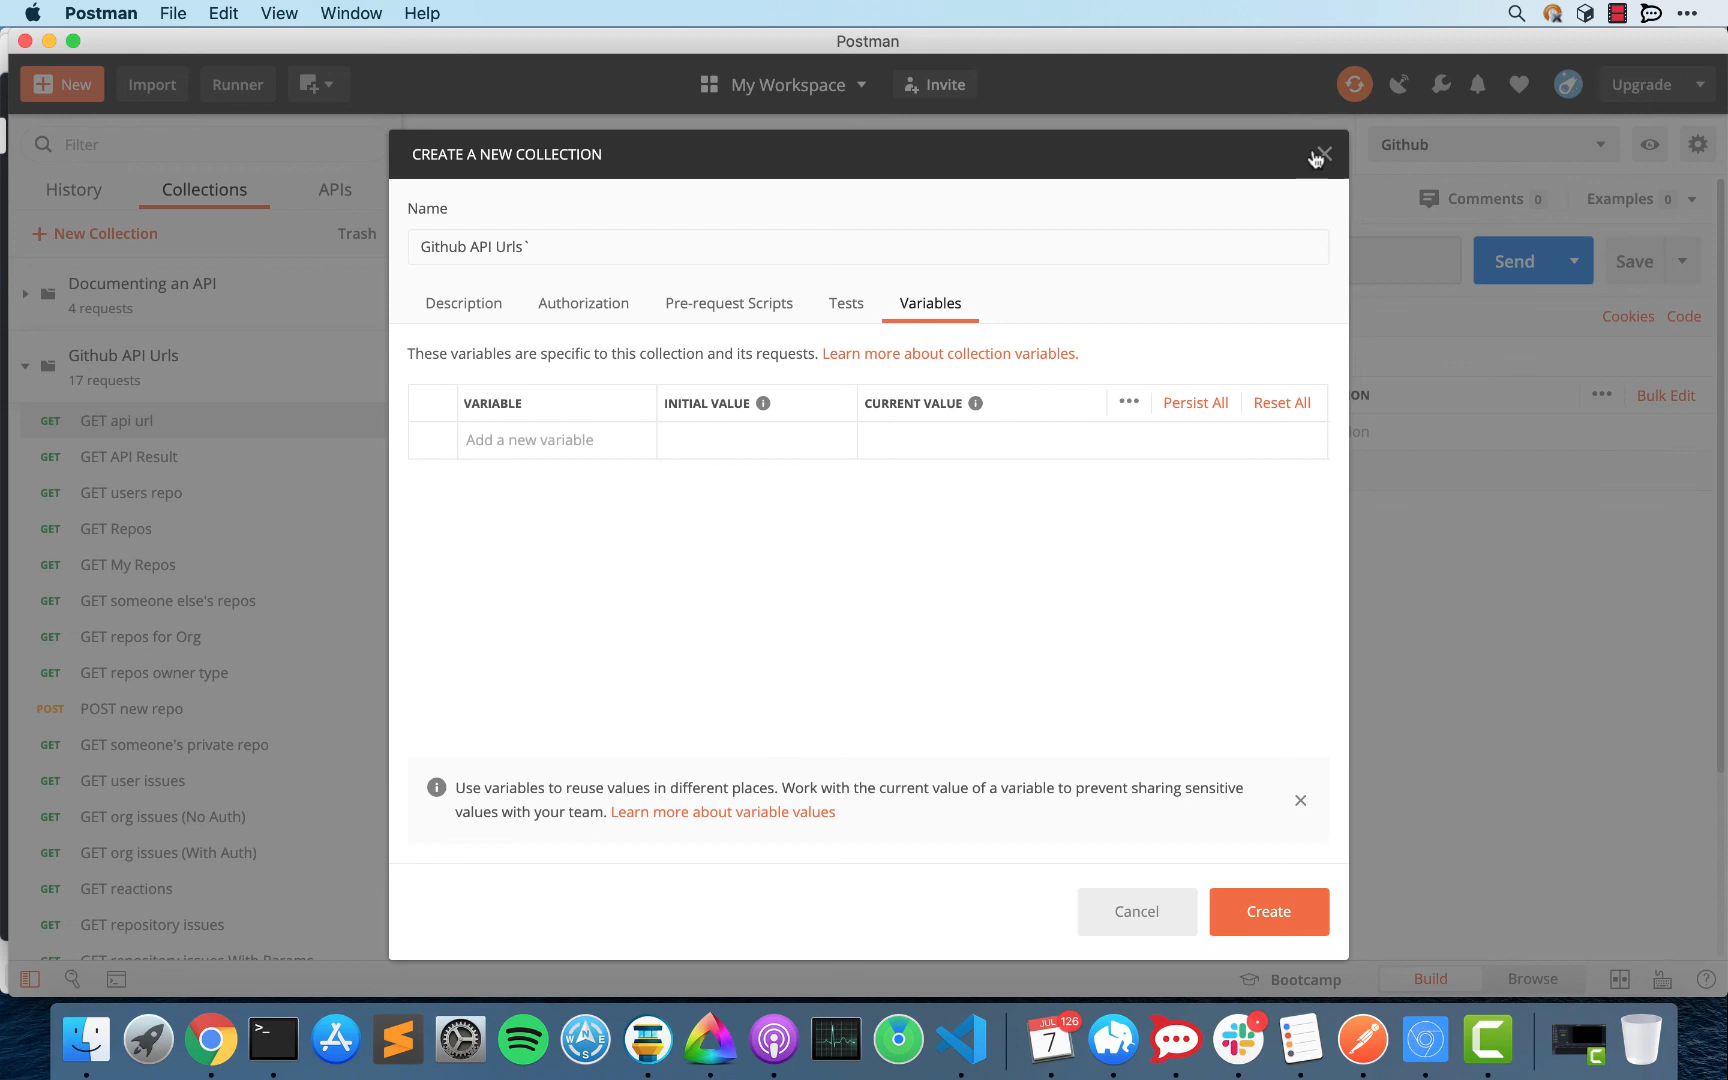 Postman File Edit View Window Help
Postman
New Import Runner My Workspace Invite Upgrade
Filter
History Collections APIs
New Collection Trash
Documenting an API
4 requests
Github API Urls
17 requests
GET GET api url
GET GET API Result
GET GET users repo
GET GET Repos
GET GET My Repos
GET GET someone else's repos
GET GET repos for Org
GET GET repos owner type
POST POST new repo
GET GET someone's private repo
GET GET user issues
GET GET org issues (No Auth)
GET GET org issues (With Auth)
GET GET reactions
GET GET repository issues
GET GET repository issues With Params
CREATE A NEW COLLECTION
Name
Github API Urls`
Description Authorization Pre-request Scripts Tests Variables
These variables are specific to this collection and its requests. Learn more about collection variables.
VARIABLE INITIAL VALUE CURRENT VALUE Persist All Reset All
Add a new variable
Use variables to reuse values in different places. Work with the current value of a variable to prevent sharing sensitive
values with your team. Learn more about variable values
Cancel Create
Github
Comments 0 Examples 0
Send Save
Cookies Code
ON Bulk Edit
ion
Bootcamp Build Browse
JUL 126
7